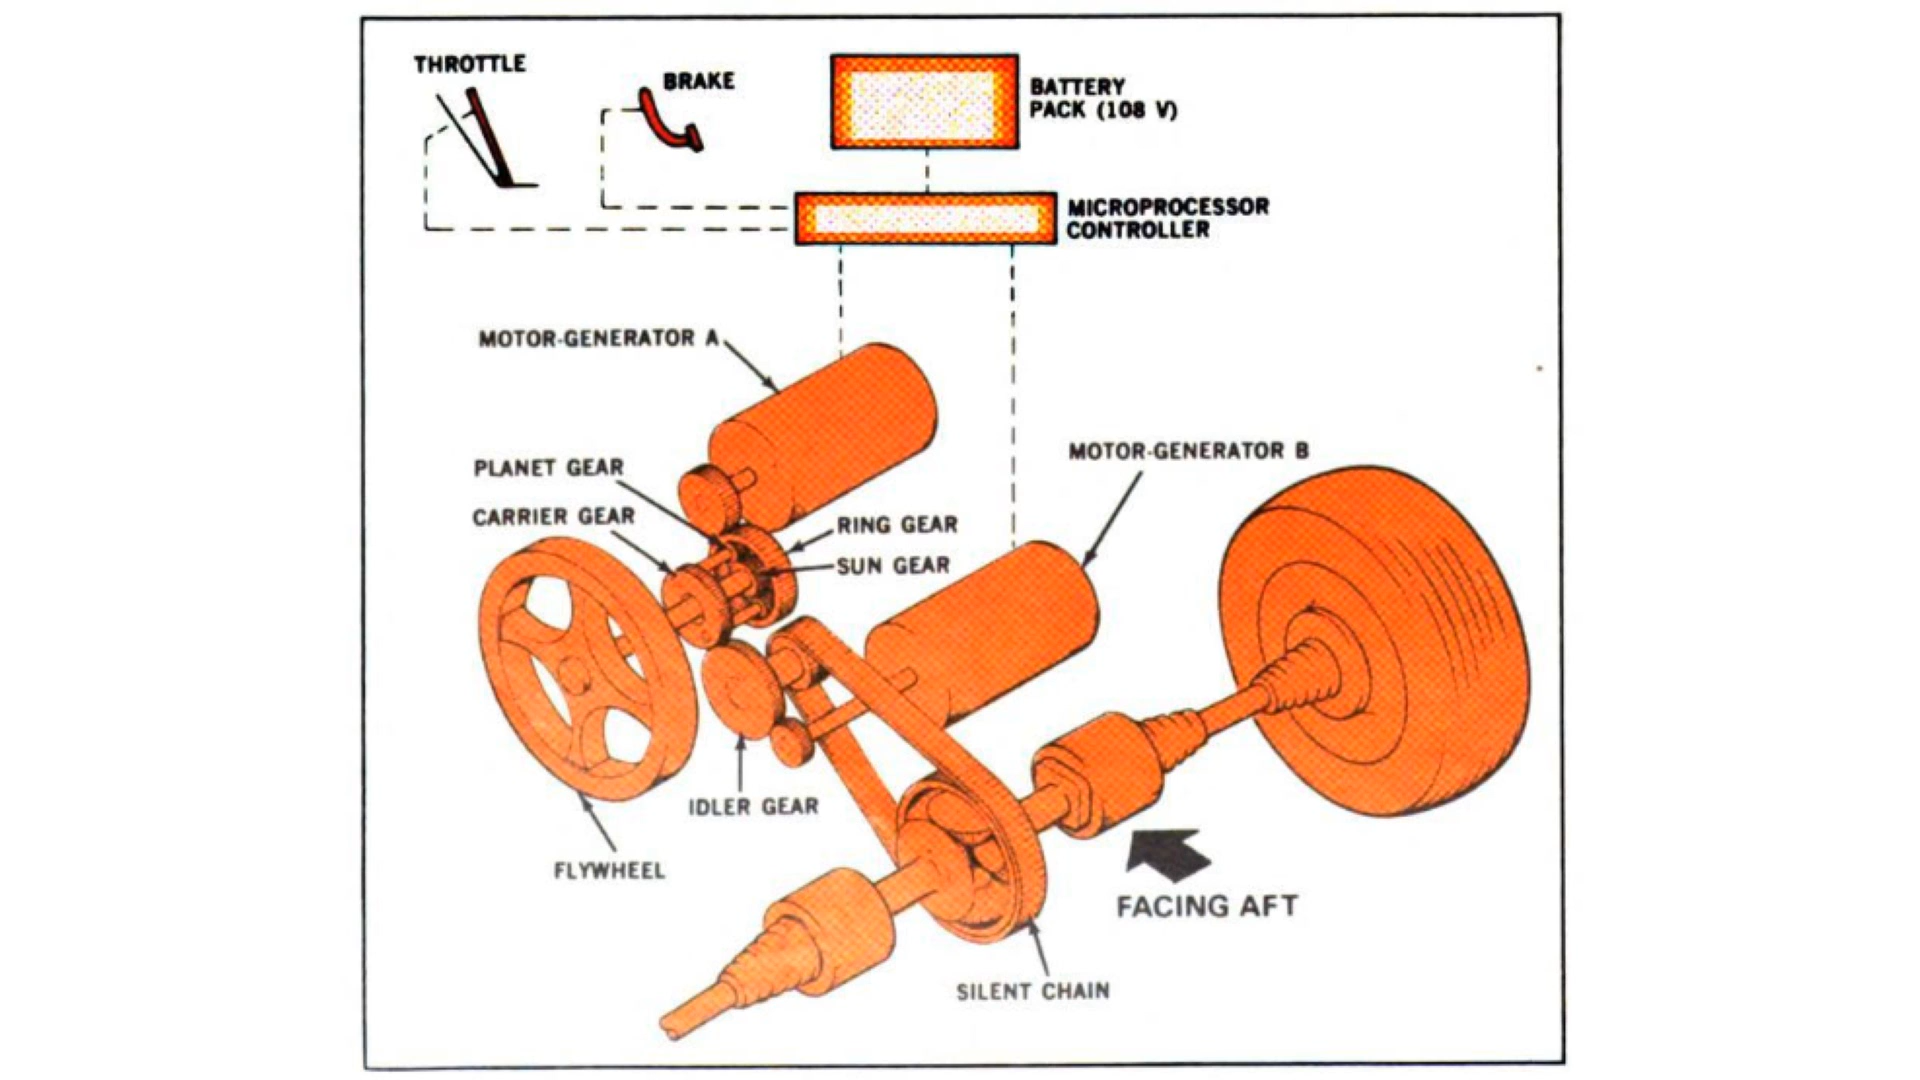 THROTTLE
BRAKE
BATTERY
PACK (108 V)
MICROPROCESSOR
CONTROLLER
MOTOR-GENERATOR A
MOTOR-GENERATOR B
PLANET GEAR
CARRIER GEAR
RING GEAR
SUN GEAR
IDLER GEAR
FLYWHEEL
FACING AFT
SILENT CHAIN